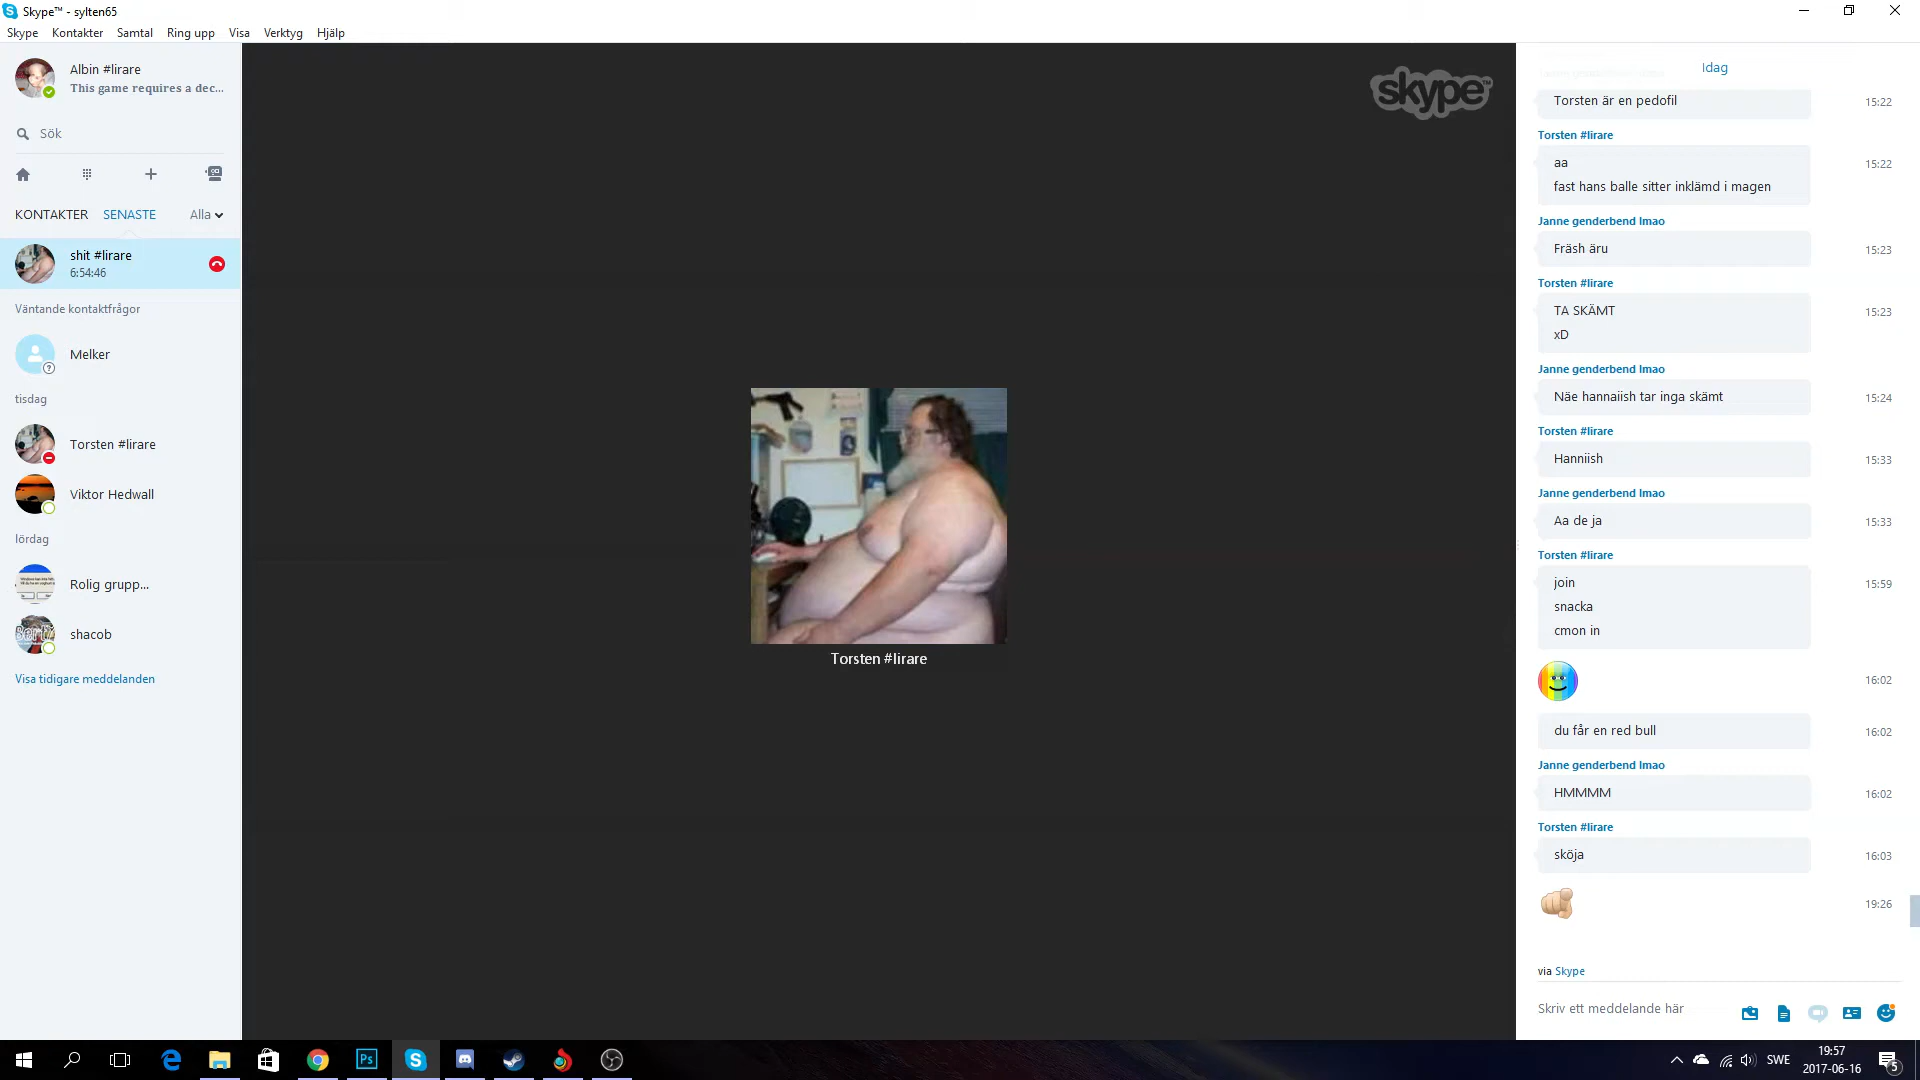 Skype™ - sylten65
Skype Kontakter Samtal Ring upp Visa Verktyg Hjälp
Albin #lirare
This game requires a dec...
Sök
KONTAKTER SENASTE Alla
shit #lirare
6:54:46
Väntande kontaktfrågor
Melker
tisdag
Torsten #lirare
Viktor Hedwall
lördag
Rolig grupp...
shacob
Visa tidigare meddelanden
skype™
Torsten #lirare
Idag
Torsten är en pedofil 15:22
Torsten #lirare
aa 15:22
fast hans balle sitter inklämd i magen
Janne genderbend lmao
Fräsh äru 15:23
Torsten #lirare
TA SKÄMT 15:23
xD
Janne genderbend lmao
Näe hannaiish tar inga skämt 15:24
Torsten #lirare
Hanniish 15:33
Janne genderbend lmao
Aa de ja 15:33
Torsten #lirare
join 15:59
snacka
cmon in
16:02
du får en red bull 16:02
Janne genderbend lmao
HMMMM 16:02
Torsten #lirare
sköja 16:03
19:26
via Skype
Skriv ett meddelande här
Ps
SWE
19:57
2017-06-16
5